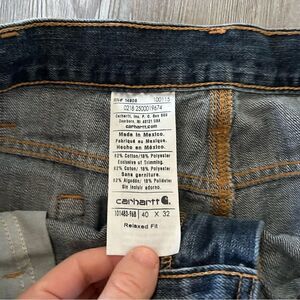 RN# 14806 100115
0216 2500019674
Carhartt, Inc. P.O. Box 600
Dearborn, MI 48121 USA
carhartt.com
Made in Mexico.
Fabriqué au Mexique.
Hecho en México.
82% Cotton/18% Polyester
Exclusive of Trimming.
82% Coton/18% Polyester
Sans garniture.
82% Algodón/18% Poliéster
Sin incluir adorno.
carhartt
101483-968 40 X 32
Relaxed Fit